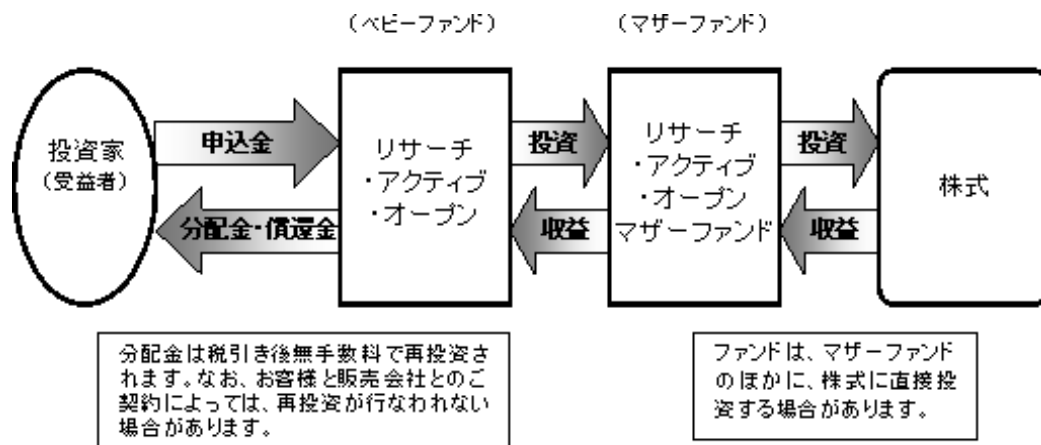 （ベビーファンド）
（マザーファンド）
投資家
（受益者）
申込金
分配金・償還金
リサーチ
・アクティブ
・オープン
投資
収益
リサーチ
・アクティブ
・オープン
マザーファンド
投資
収益
株式
分配金は税引き後無手数料で再投資さ
れます。なお、お客様と販売会社とのご
契約によっては、再投資が行なわれない
場合があります。
ファンドは、マザーファンド
のほかに、株式に直接投
資する場合があります。